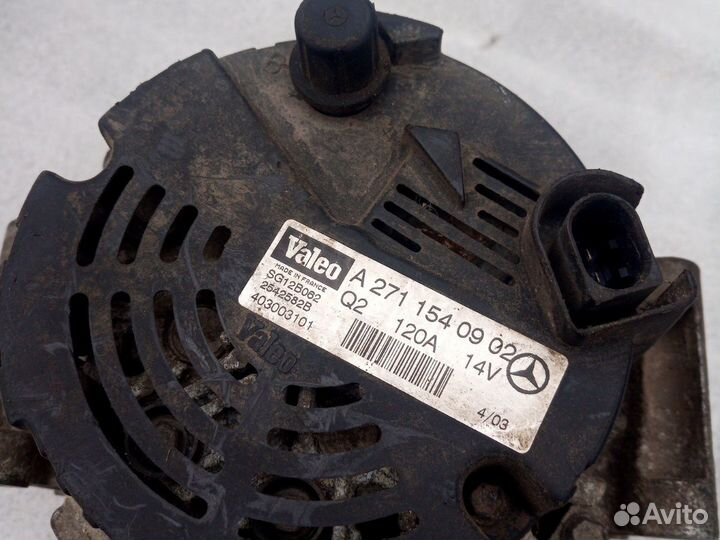 Valeo
MADE IN FRANCE
SG12B062
2542582B
403003101
A 271 154 09 02
Q2 120A 14V
4/03
Valeo
Avito